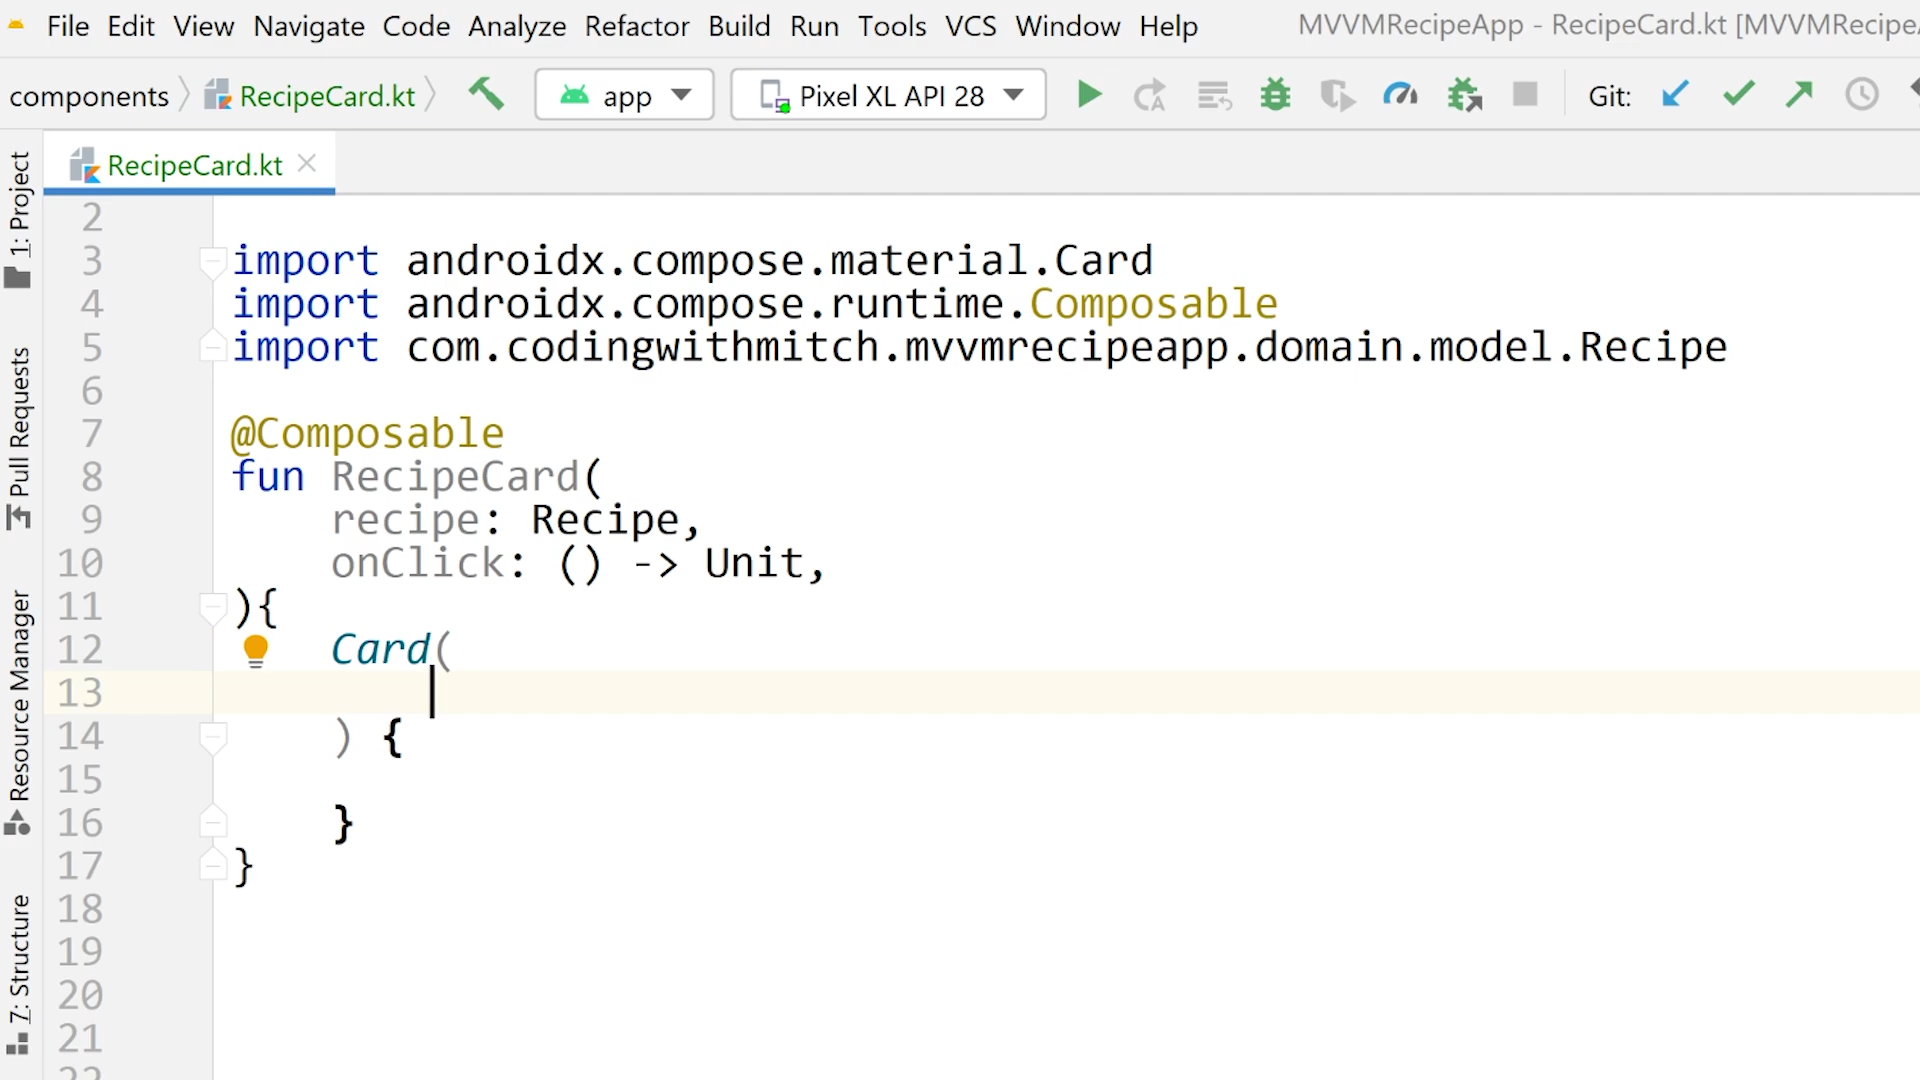 File Edit View Navigate Code Analyze Refactor Build Run Tools VCS Window Help MVVMRecipeApp - RecipeCard.kt [MVVMRecipeA
components RecipeCard.kt app Pixel XL API 28 Git:
RecipeCard.kt
1: Project
Pull Requests
Resource Manager
7: Structure
2
3 import androidx.compose.material.Card
4 import androidx.compose.runtime.Composable
5 import com.codingwithmitch.mvvmrecipeapp.domain.model.Recipe
6
7 @Composable
8 fun RecipeCard(
9 recipe: Recipe,
10 onClick: () -> Unit,
11 ){
12 Card(
13
14 ) {
15
16 }
17 }
18
19
20
21
22